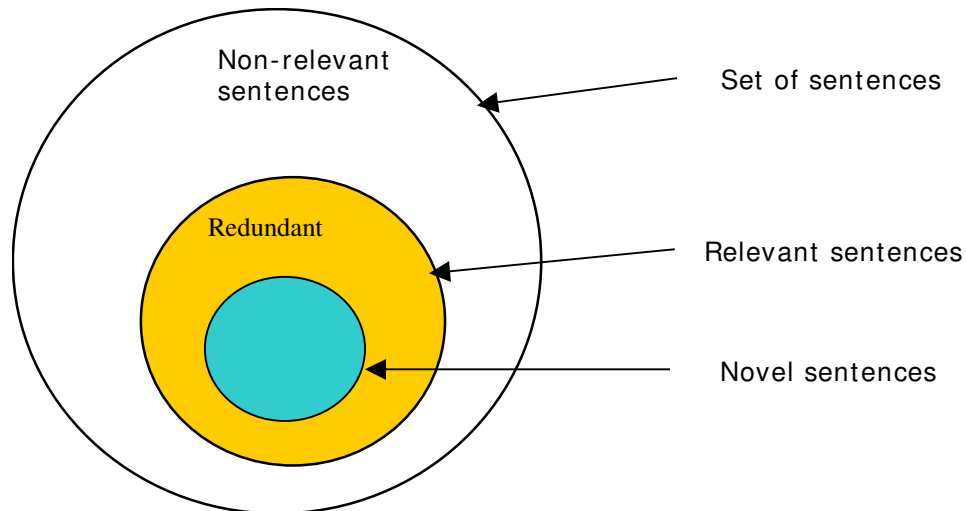 Non-relevant
sentences
Set of sentences
Redundant
Relevant sentences
Novel sentences